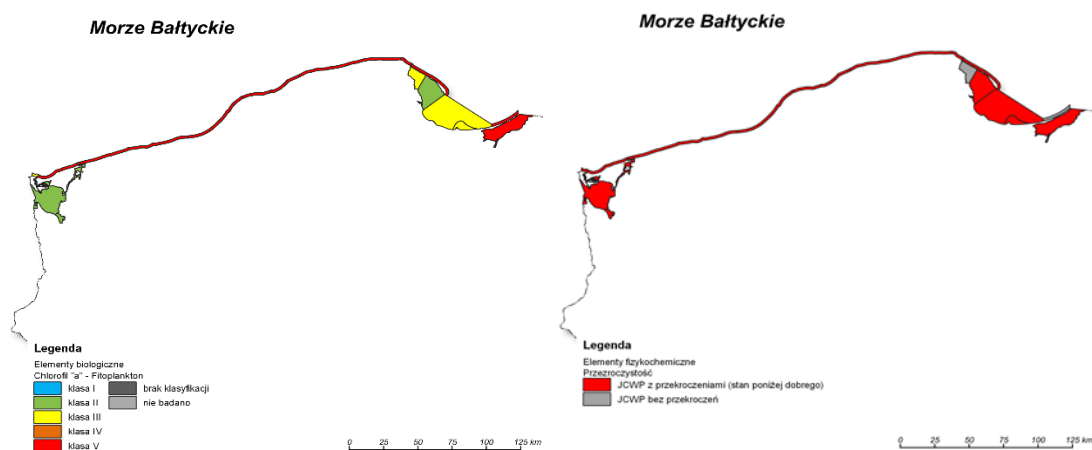 Morze Bałtyckie
Legenda
Elementy biologiczne
Chlorofil "a" - Fitoplankton
klasa I
klasa II
klasa III
klasa IV
klasa V
brak klasyfikacji
nie badano
0 25 50 75 100 125 km
Morze Bałtyckie
Legenda
Elementy fizykochemiczne
Przezroczystość
JCWP z przekroczeniami (stan poniżej dobrego)
JCWP bez przekroczeń
0 25 50 75 100 125 km